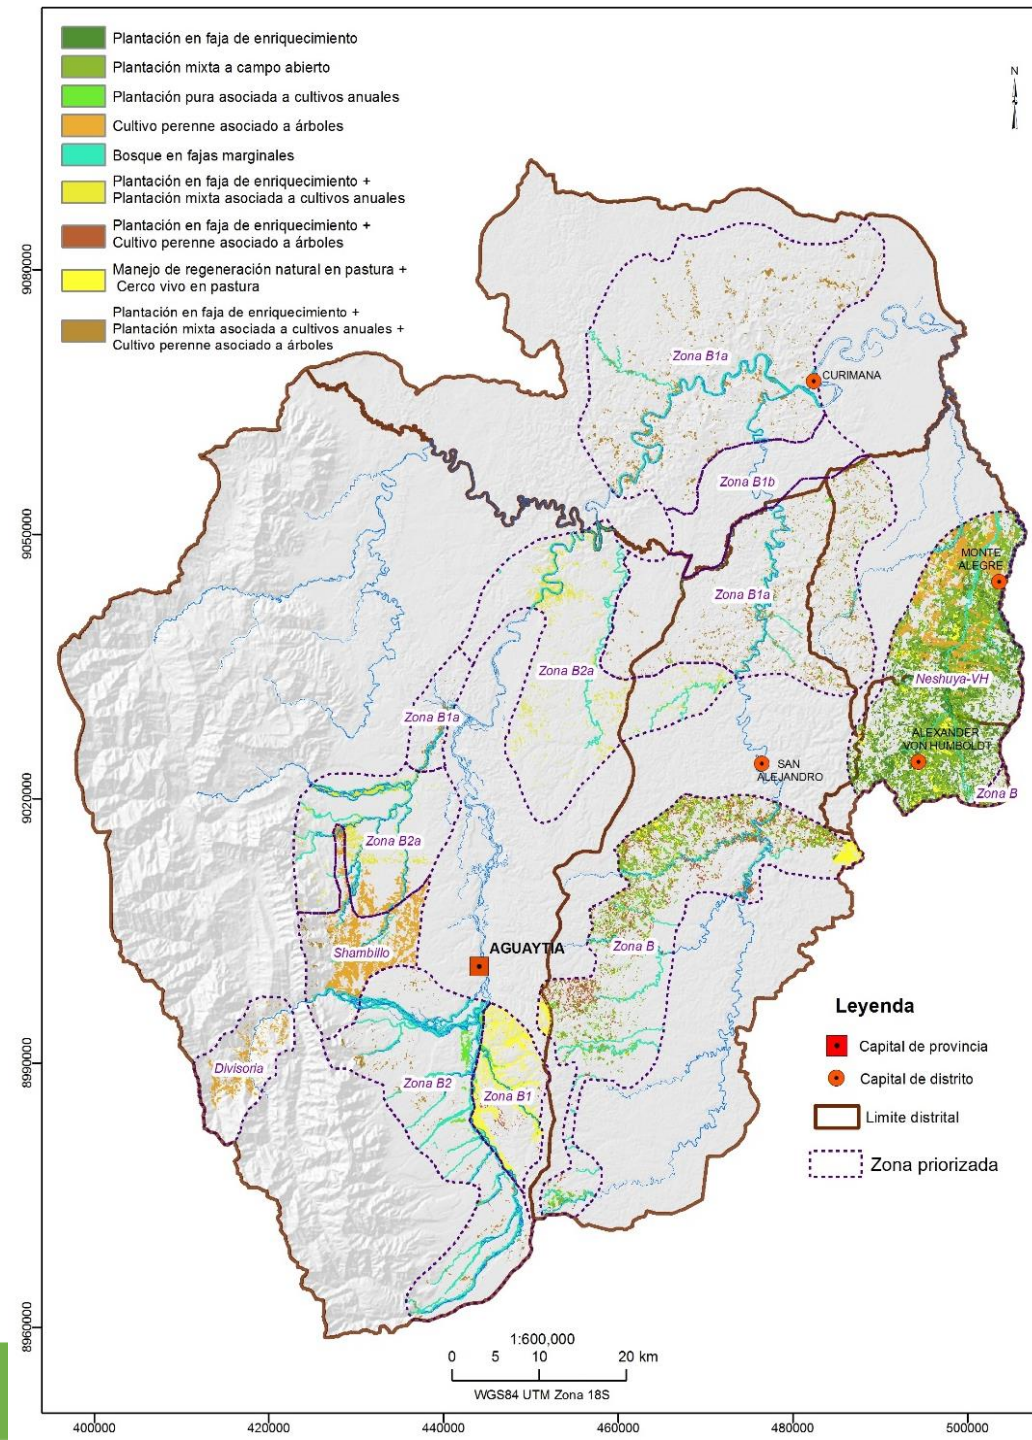 Plantación en faja de enriquecimiento
Plantación mixta a campo abierto
Plantación pura asociada a cultivos anuales
Cultivo perenne asociado a árboles
Bosque en fajas marginales
Plantación en faja de enriquecimiento +
Plantación mixta asociada a cultivos anuales
Plantación en faja de enriquecimiento +
Cultivo perenne asociado a árboles
Manejo de regeneración natural en pastura +
Cerco vivo en pastura
Plantación en faja de enriquecimiento +
Plantación mixta asociada a cultivos anuales +
Cultivo perenne asociado a árboles
N
9080000
9050000
9020000
8990000
8960000
Zona B1a
CURIMANA
Zona B1b
MONTE
ALEGRE
Zona B1a
Zona B2a
Neshuya-VH
Zona B1a
ALEXANDER
VON HUMBOLDT
SAN
ALEJANDRO
Zona B
Zona B2a
Shambillo
AGUAYTIA
Zona B
Divisoria
Zona B2
Zona B1
Leyenda
Capital de provincia
Capital de distrito
Limite distrital
Zona priorizada
1:600,000
0 5 10 20 km
WGS84 UTM Zona 18S
400000 420000 440000 460000 480000 500000